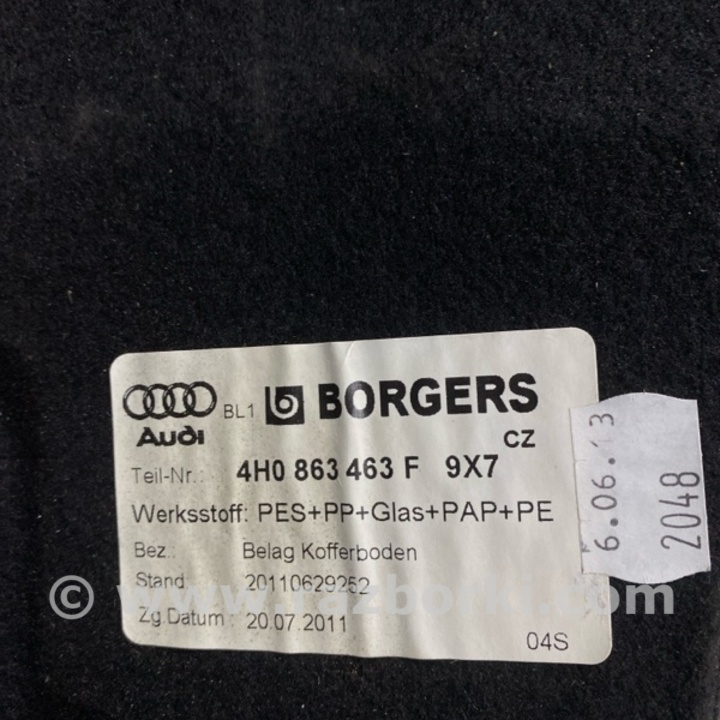 Audi BL1 BORGERS
CZ
Teil-Nr.: 4H0 863 463 F 9X7
Werksstoff: PES+PP+Glas+PAP+PE
Bez.: Belag Kofferboden
Stand: 20110629252
Zg.Datum: 20.07.2011
04S
6.06.13
2048